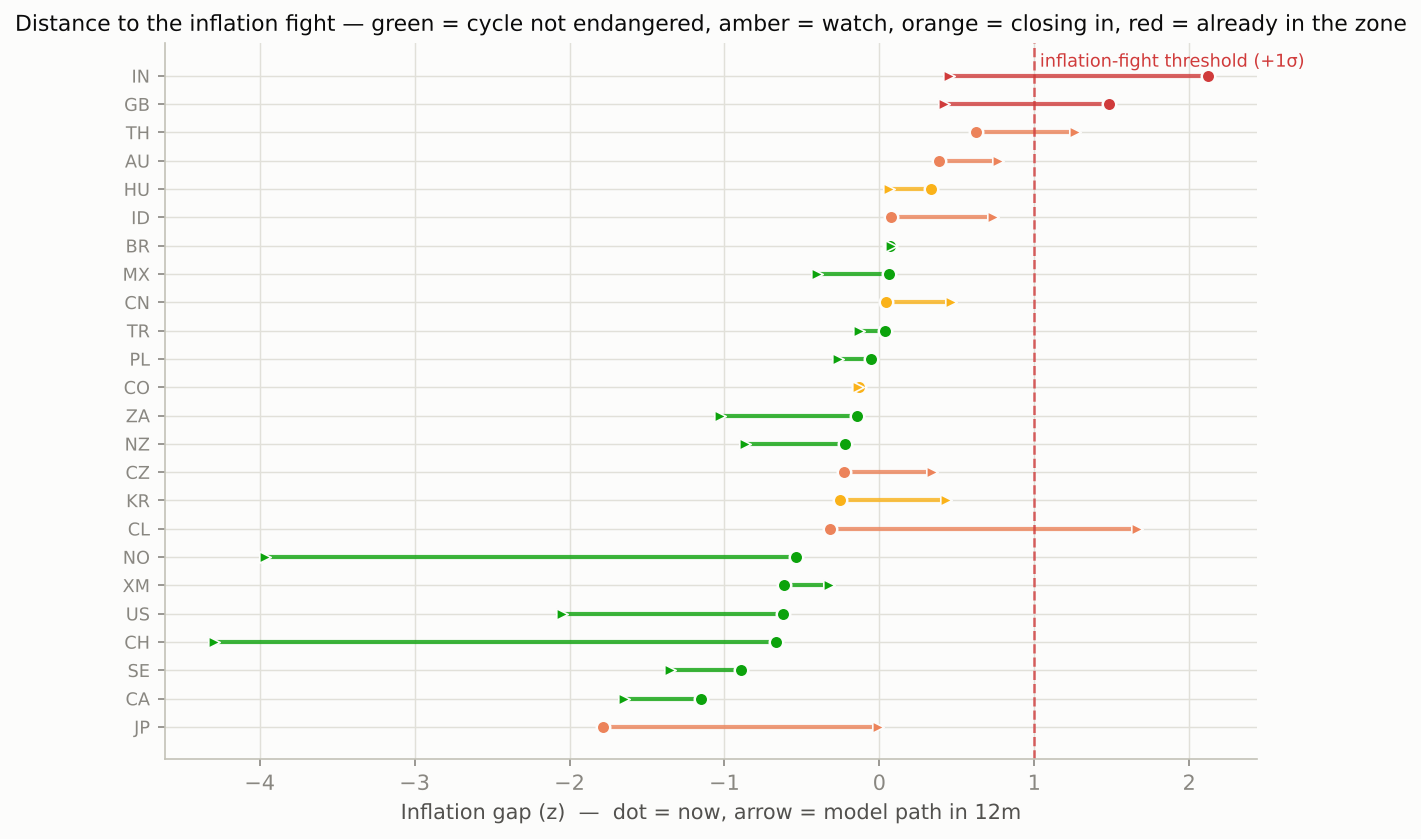 Distance to the inflation fight — green = cycle not endangered, amber = watch, orange = closing in, red = already in the zone
inflation-fight threshold (+1σ)
IN
GB
TH
AU
HU
ID
BR
MX
CN
TR
PL
CO
ZA
NZ
CZ
KR
CL
NO
XM
US
CH
SE
CA
JP
−4 −3 −2 −1 0 1 2
Inflation gap (z) — dot = now, arrow = model path in 12m